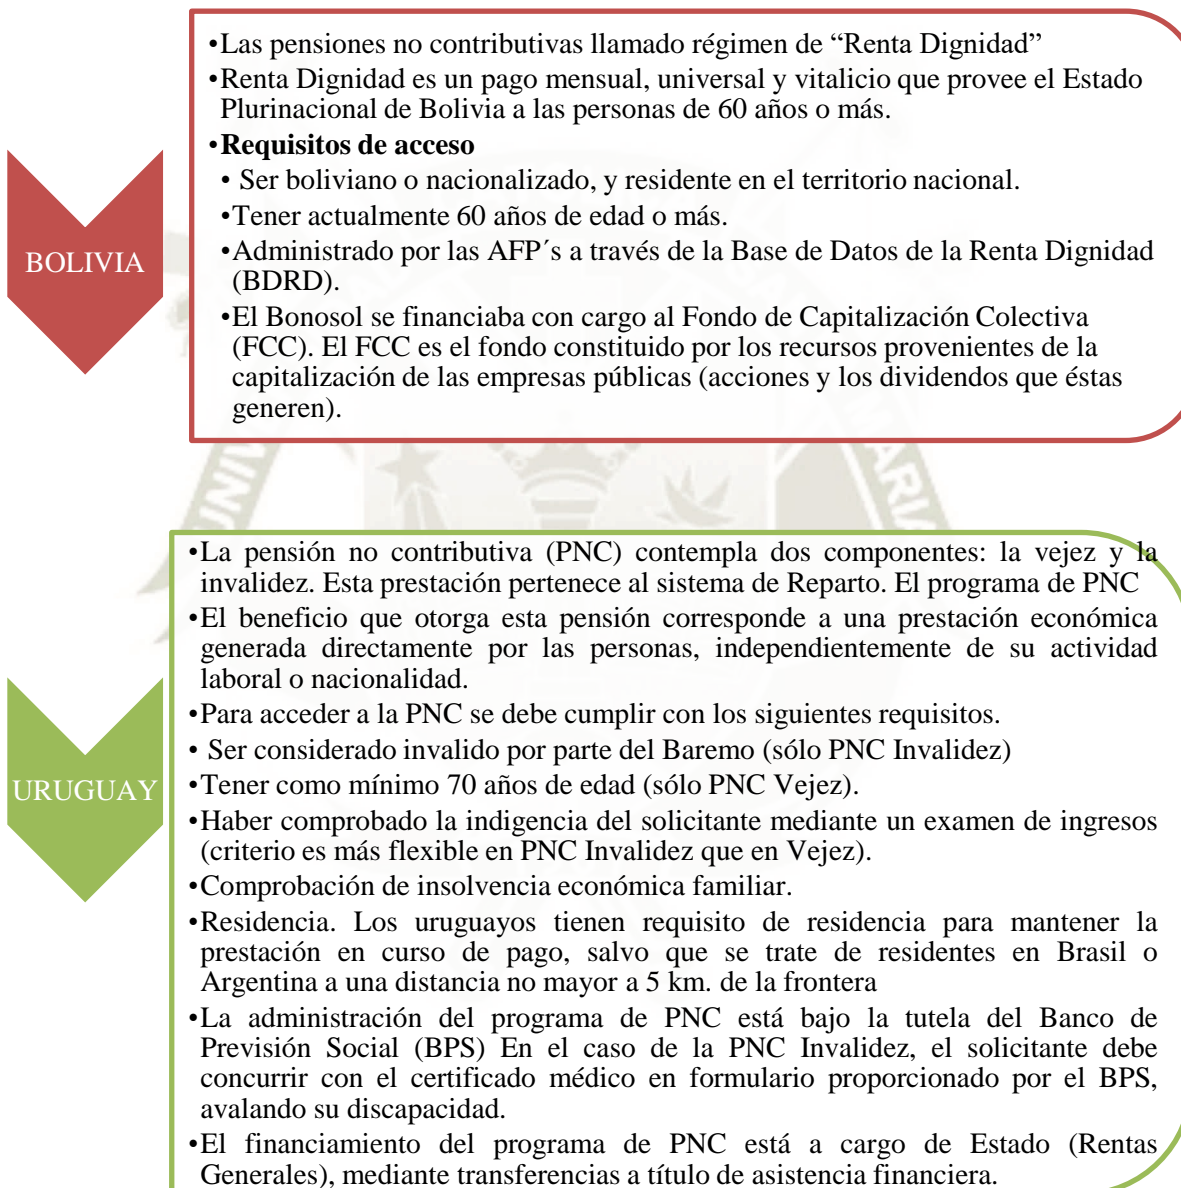 •Las pensiones no contributivas llamado régimen de “Renta Dignidad”
•Renta Dignidad es un pago mensual, universal y vitalicio que provee el Estado
Plurinacional de Bolivia a las personas de 60 años o más.
•Requisitos de acceso
• Ser boliviano o nacionalizado, y residente en el territorio nacional.
•Tener actualmente 60 años de edad o más.
•Administrado por las AFP´s a través de la Base de Datos de la Renta Dignidad
(BDRD).
•El Bonosol se financiaba con cargo al Fondo de Capitalización Colectiva
(FCC). El FCC es el fondo constituido por los recursos provenientes de la
capitalización de las empresas públicas (acciones y los dividendos que éstas
generen).
BOLIVIA
•La pensión no contributiva (PNC) contempla dos componentes: la vejez y la
invalidez. Esta prestación pertenece al sistema de Reparto. El programa de PNC
•El beneficio que otorga esta pensión corresponde a una prestación económica
generada directamente por las personas, independientemente de su actividad
laboral o nacionalidad.
•Para acceder a la PNC se debe cumplir con los siguientes requisitos.
• Ser considerado invalido por parte del Baremo (sólo PNC Invalidez)
•Tener como mínimo 70 años de edad (sólo PNC Vejez).
•Haber comprobado la indigencia del solicitante mediante un examen de ingresos
(criterio es más flexible en PNC Invalidez que en Vejez).
•Comprobación de insolvencia económica familiar.
•Residencia. Los uruguayos tienen requisito de residencia para mantener la
prestación en curso de pago, salvo que se trate de residentes en Brasil o
Argentina a una distancia no mayor a 5 km. de la frontera
•La administración del programa de PNC está bajo la tutela del Banco de
Previsión Social (BPS) En el caso de la PNC Invalidez, el solicitante debe
concurrir con el certificado médico en formulario proporcionado por el BPS,
avalando su discapacidad.
•El financiamiento del programa de PNC está a cargo de Estado (Rentas
Generales), mediante transferencias a título de asistencia financiera.
URUGUAY